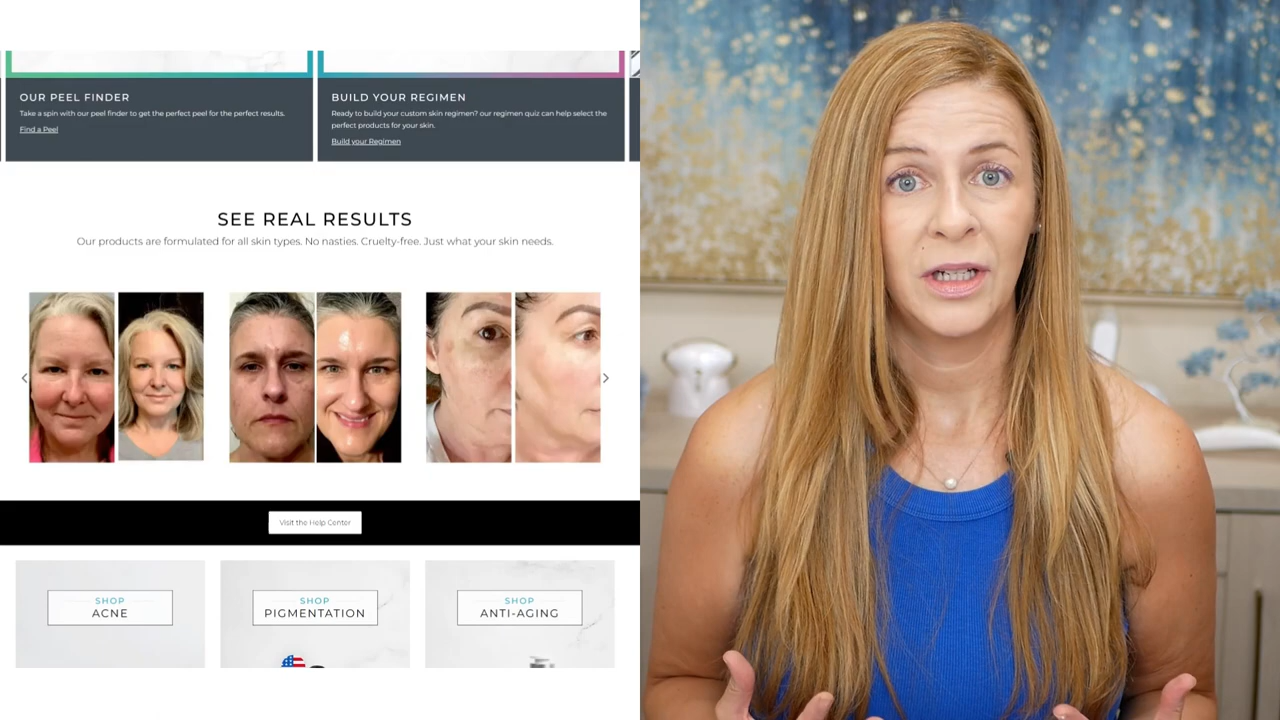 OUR PEEL FINDER
Take a spin with our peel finder to get the perfect peel for the perfect results.
Find a Peel
BUILD YOUR REGIMEN
Ready to build your custom skin regimen? our regimen quiz can help select the
perfect products for your skin.
Build your Regimen
SEE REAL RESULTS
Our products are formulated for all skin types. No nasties. Cruelty-free. Just what your skin needs.
Visit the Help Center
SHOP
ACNE
SHOP
PIGMENTATION
SHOP
ANTI-AGING